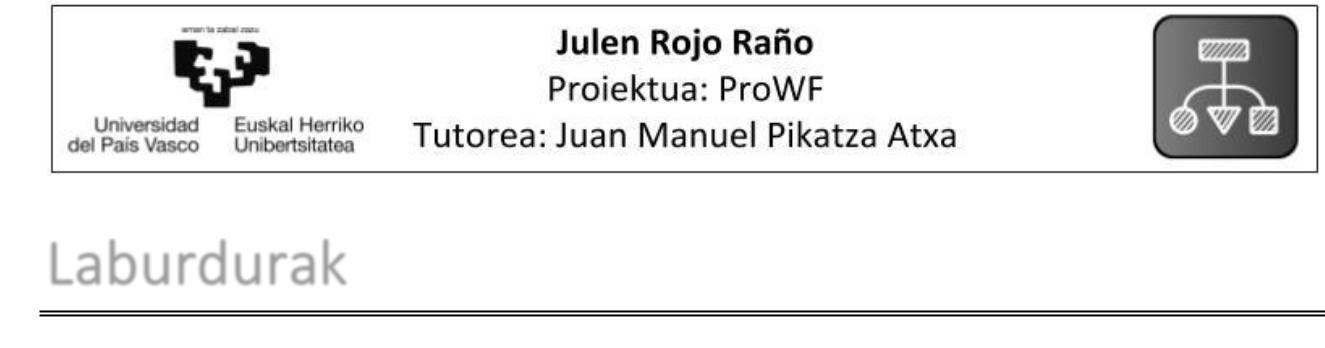 eman ta zabal zazu
Universidad
del País Vasco
Euskal Herriko
Unibertsitatea
Julen Rojo Raño
Proiektua: ProWF
Tutorea: Juan Manuel Pikatza Atxa
Laburdurak